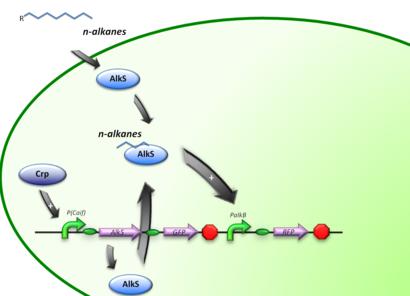 R
n-alkanes
AlkS
n-alkanes
AlkS
Crp
+
+
P(Caif)
PalkB
AlkS
GFP
RFP
AlkS